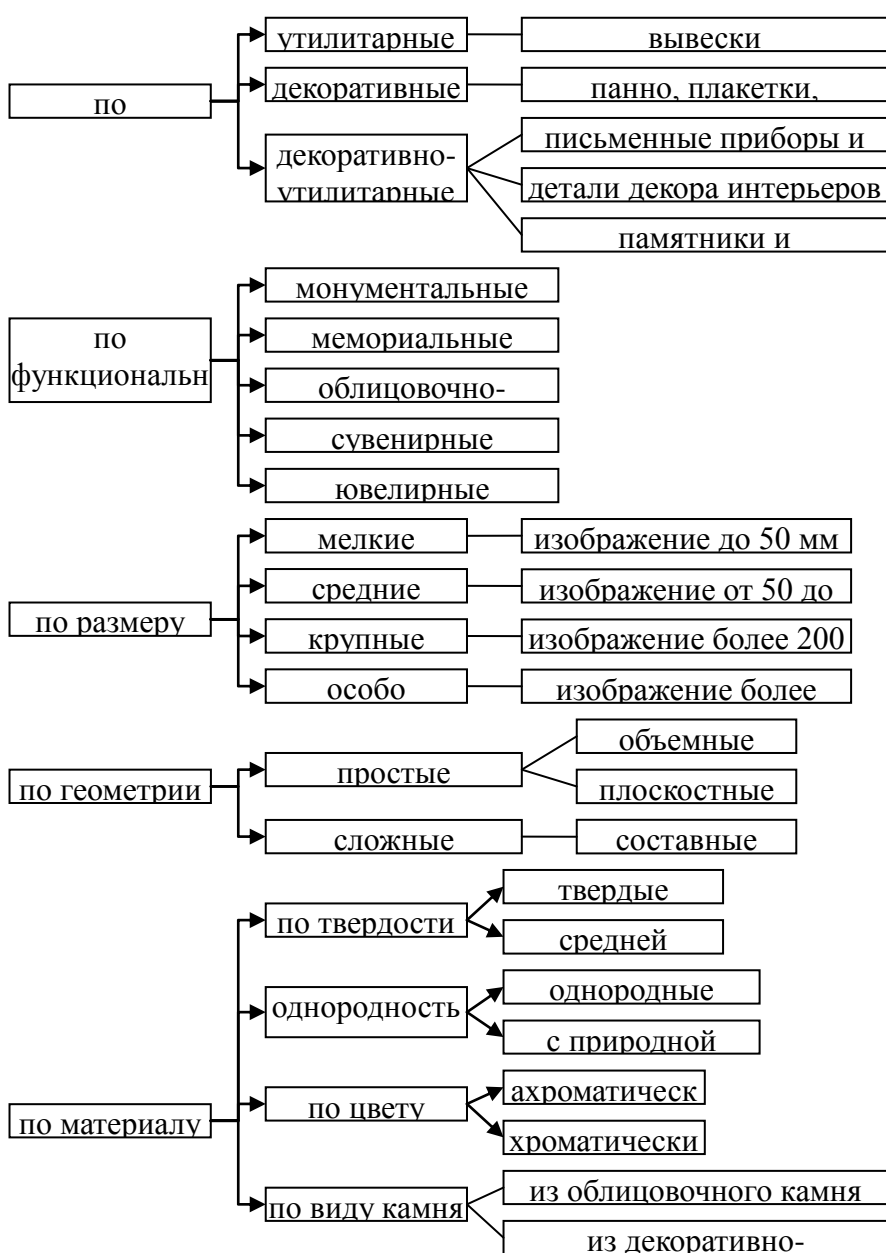 по
утилитарные
вывески
декоративные
панно, плакетки,
декоративно-
утилитарные
письменные приборы и
детали декора интерьеров
памятники и
по
функциональн
монументальные
мемориальные
облицовочно-
сувенирные
ювелирные
по размеру
мелкие
изображение до 50 мм
средние
изображение от 50 до
крупные
изображение более 200
особо
изображение более
по геометрии
простые
объемные
плоскостные
сложные
составные
по материалу
по твердости
твердые
средней
однородность
однородные
с природной
по цвету
ахроматическ
хроматически
по виду камня
из облицовочного камня
из декоративно-